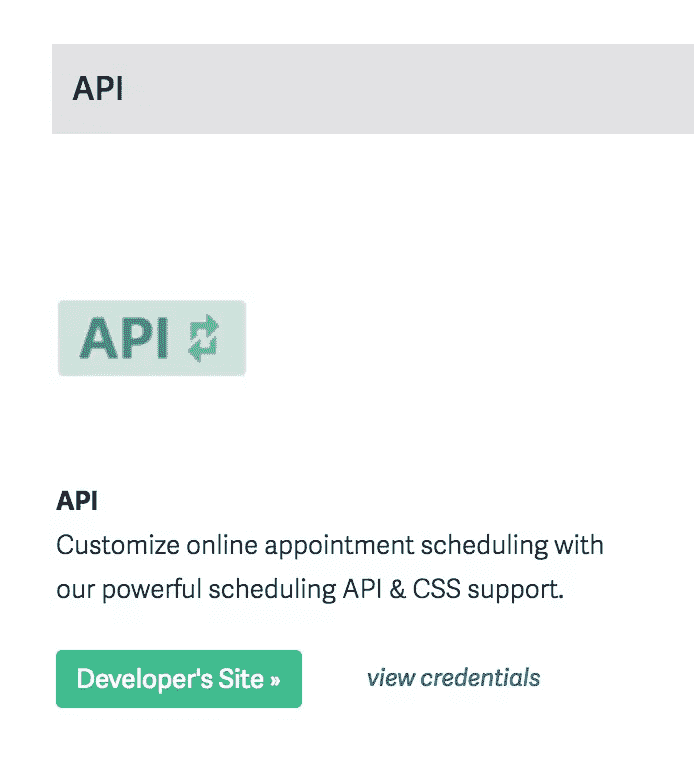 API
API
API
Customize online appointment scheduling with
our powerful scheduling API & CSS support.
Developer's Site »
view credentials